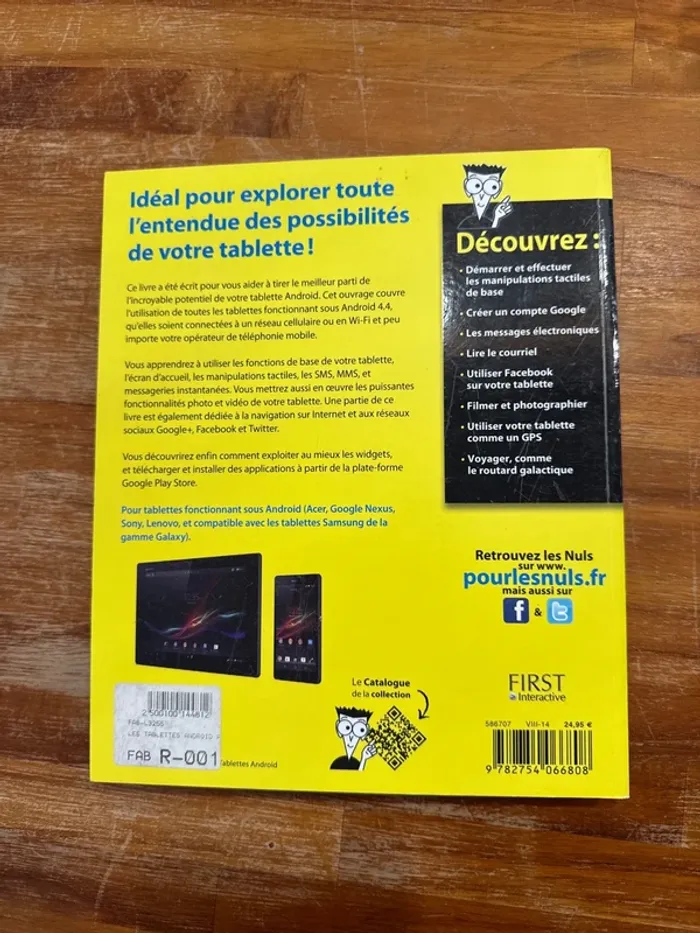 Idéal pour explorer toute
l'entendue des possibilités
de votre tablette !
Ce livre a été écrit pour vous aider à tirer le meilleur parti de
l'incroyable potentiel de votre tablette Android. Cet ouvrage couvre
l'utilisation de toutes les tablettes fonctionnant sous Android 4.4,
qu'elles soient connectées à un réseau cellulaire ou en Wi-Fi et peu
importe votre opérateur de téléphonie mobile.
Vous apprendrez à utiliser les fonctions de base de votre tablette,
l'écran d'accueil, les manipulations tactiles, les SMS, MMS, et
messageries instantanées. Vous mettrez aussi en œuvre les puissantes
fonctionnalités photo et vidéo de votre tablette. Une partie de ce
livre est également dédiée à la navigation sur Internet et aux réseaux
sociaux Google+, Facebook et Twitter.
Vous découvrirez enfin comment exploiter au mieux les widgets,
et télécharger et installer des applications à partir de la plate-forme
Google Play Store.
Pour tablettes fonctionnant sous Android (Acer, Google Nexus,
Sony, Lenovo, et compatible avec les tablettes Samsung de la
gamme Galaxy).
Découvrez :
• Démarrer et effectuer
les manipulations tactiles
de base
• Créer un compte Google
• Les messages électroniques
• Lire le courriel
• Utiliser Facebook
sur votre tablette
• Filmer et photographier
• Utiliser votre tablette
comme un GPS
• Voyager, comme
le routard galactique
Retrouvez les Nuls
sur www.
pourlesnuls.fr
mais aussi sur
f & t
Le Catalogue
de la collection
FIRST
Interactive
586707 VIII-14 24,95 €
9 782754 066808
2 500100 144812
FAB-L3255
LES TABLETTES ANDROID
FAB R-001
Tablettes Android